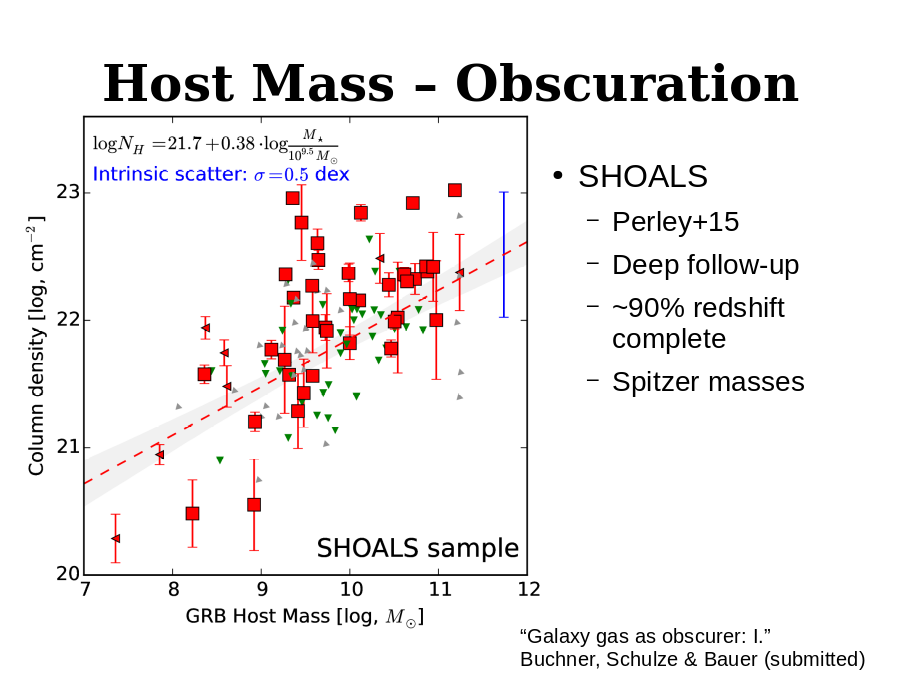 Host Mass – Obscuration
logN_H =21.7+0.38·log M⋆/10^9.5 M⊙
Intrinsic scatter: σ=0.5 dex
• SHOALS
– Perley+15
– Deep follow-up
– ~90% redshift
complete
– Spitzer masses
Column density [log, cm⁻²]
23
22
21
20
SHOALS sample
7 8 9 10 11 12
GRB Host Mass [log, M⊙]
“Galaxy gas as obscurer: I.”
Buchner, Schulze & Bauer (submitted)